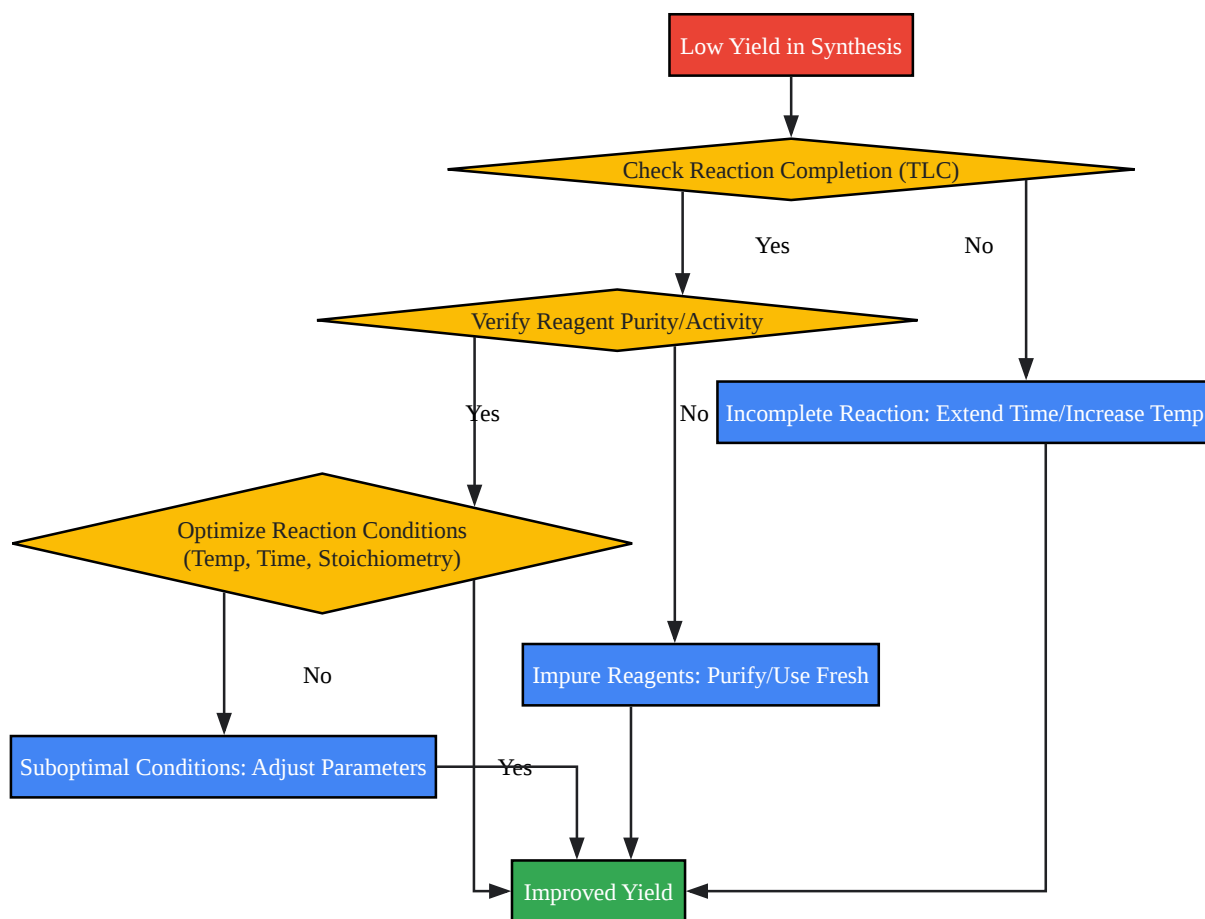 Low Yield in Synthesis
Check Reaction Completion (TLC)
Yes
No
Verify Reagent Purity/Activity
Yes
No
Incomplete Reaction: Extend Time/Increase Temp
Optimize Reaction Conditions
(Temp, Time, Stoichiometry)
No
Impure Reagents: Purify/Use Fresh
Suboptimal Conditions: Adjust Parameters
Yes
Improved Yield